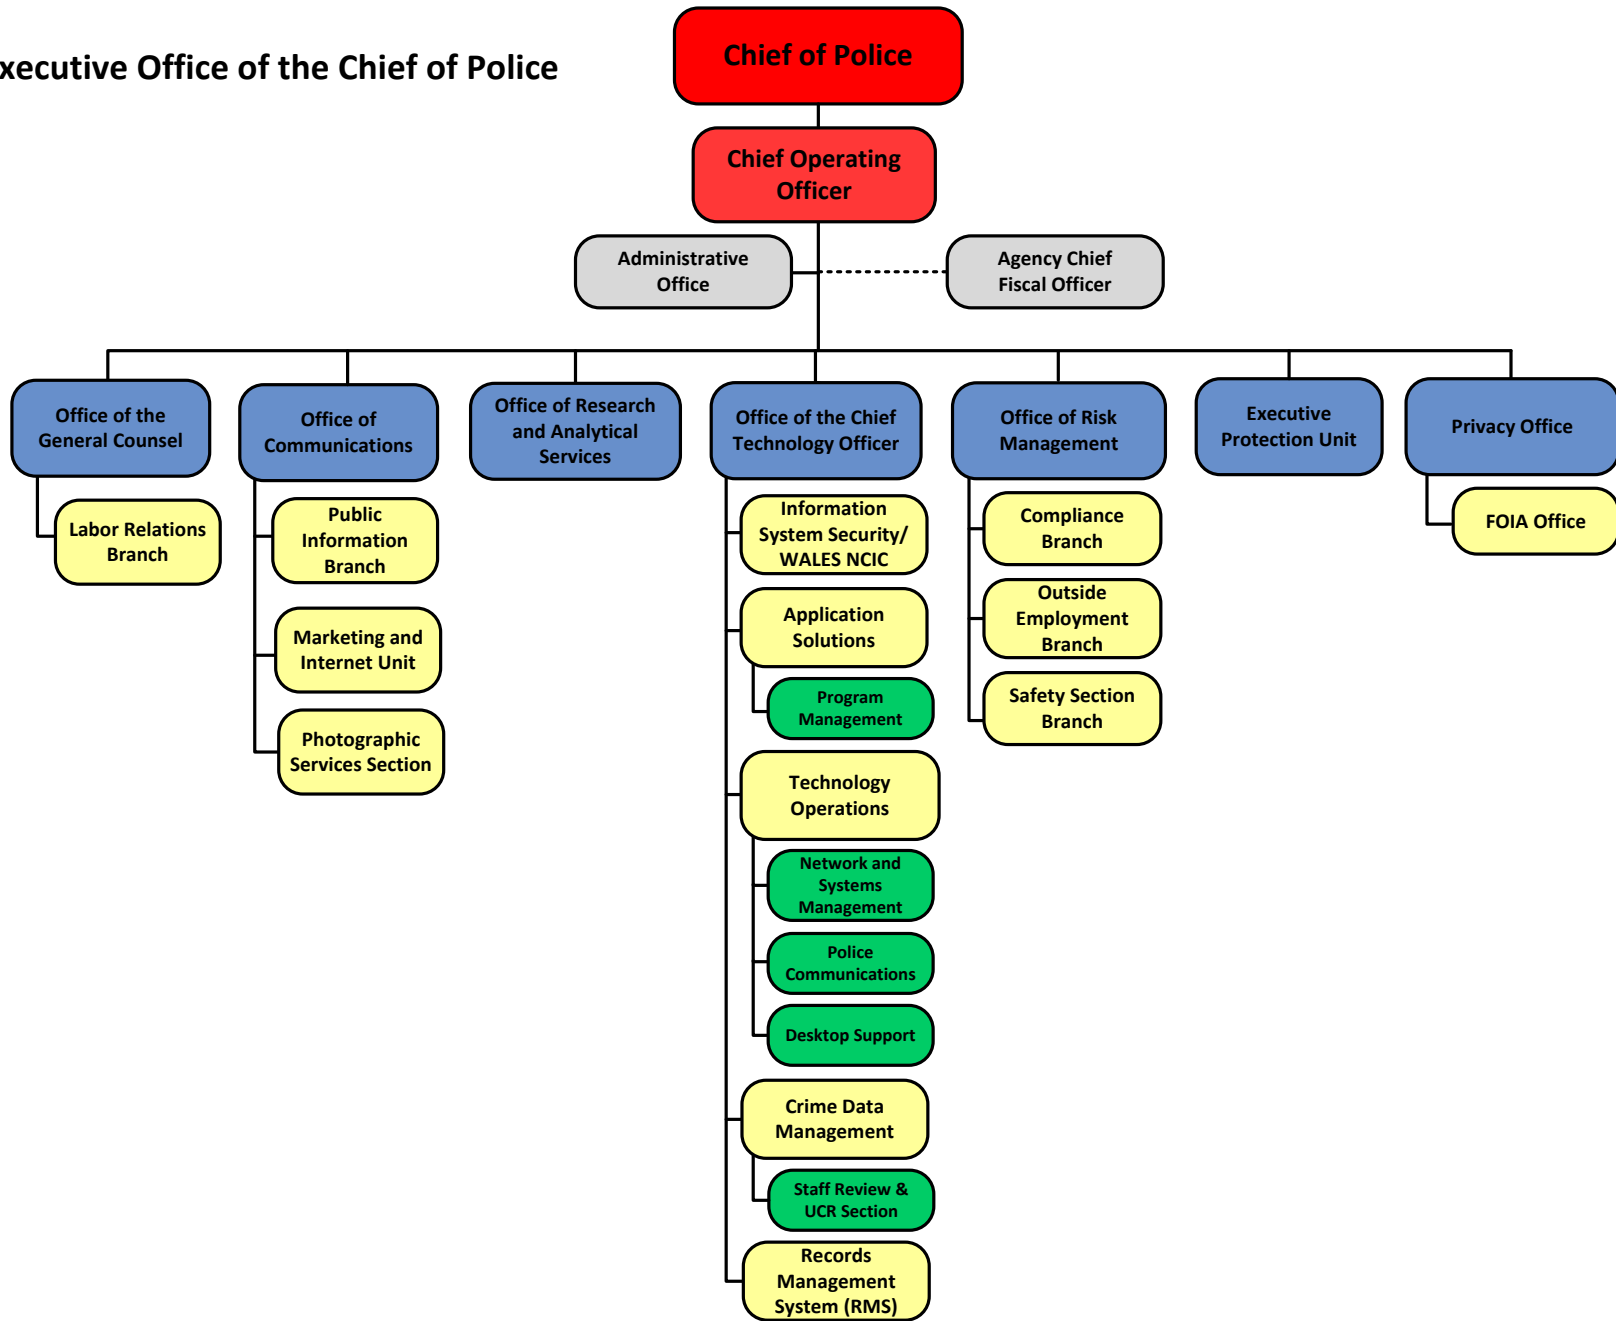 xecutive Office of the Chief of Police
Chief of Police
Chief Operating
Officer
Administrative
Office
Agency Chief
Fiscal Officer
Office of the
General Counsel
Labor Relations
Branch
Office of
Communications
Public
Information
Branch
Marketing and
Internet Unit
Photographic
Services Section
Office of Research
and Analytical
Services
Office of the Chief
Technology Officer
Information
System Security/
WALES NCIC
Application
Solutions
Program
Management
Technology
Operations
Network and
Systems
Management
Police
Communications
Desktop Support
Crime Data
Management
Staff Review &
UCR Section
Records
Management
System (RMS)
Office of Risk
Management
Compliance
Branch
Outside
Employment
Branch
Safety Section
Branch
Executive
Protection Unit
Privacy Office
FOIA Office